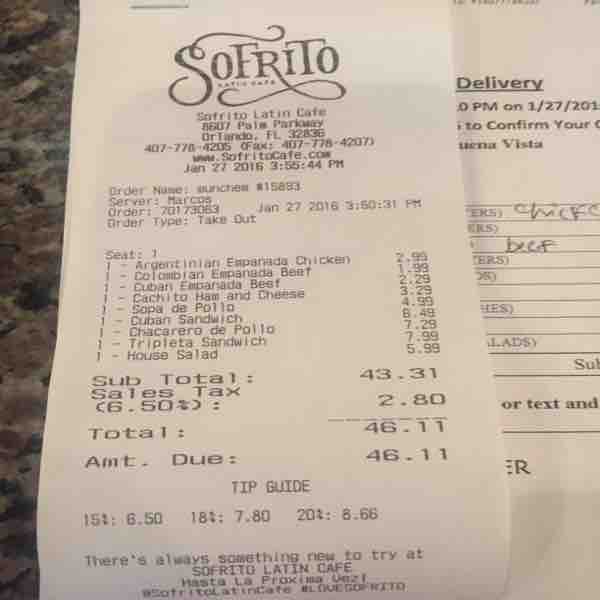 SOFRITO
LATIN CAFE
Sofrito Latin Cafe
8607 Palm Parkway
Orlando, FL 32836
407-778-4205 (Fax: 407-778-4207)
www.SofritoCafe.com
Jan 27 2016 3:55:44 PM
Order Name: munchem #15893
Server: Marcos
Order: 70173063 Jan 27 2016 3:50:31 PM
Order Type: Take Out
Seat: 1
1 - Argentinian Empanada Chicken 2.99
1 - Colombian Empanada Beef 1.99
1 - Cuban Empanada Beef 2.29
1 - Cachito Ham and Cheese 3.29
1 - Sopa de Pollo 4.99
1 - Cuban Sandwich 6.49
1 - Chacarero de Pollo 7.29
1 - Tripleta Sandwich 7.99
1 - House Salad 5.99
Sub Total: 43.31
Sales Tax
(6.50%): 2.80
Total: 46.11
Amt. Due: 46.11
TIP GUIDE
15%: 6.50 18%: 7.80 20%: 8.66
There's always something new to try at
SOFRITO LATIN CAFE
Hasta La Proxima Vez!
@SofritoLatinCafe #LOVESOFRITO
Delivery
0 PM on 1/27/201
to Confirm Your
uena Vista
ERS)
ERS)
beef
ERS)
HES)
LADS)
Sub
or text and
ER